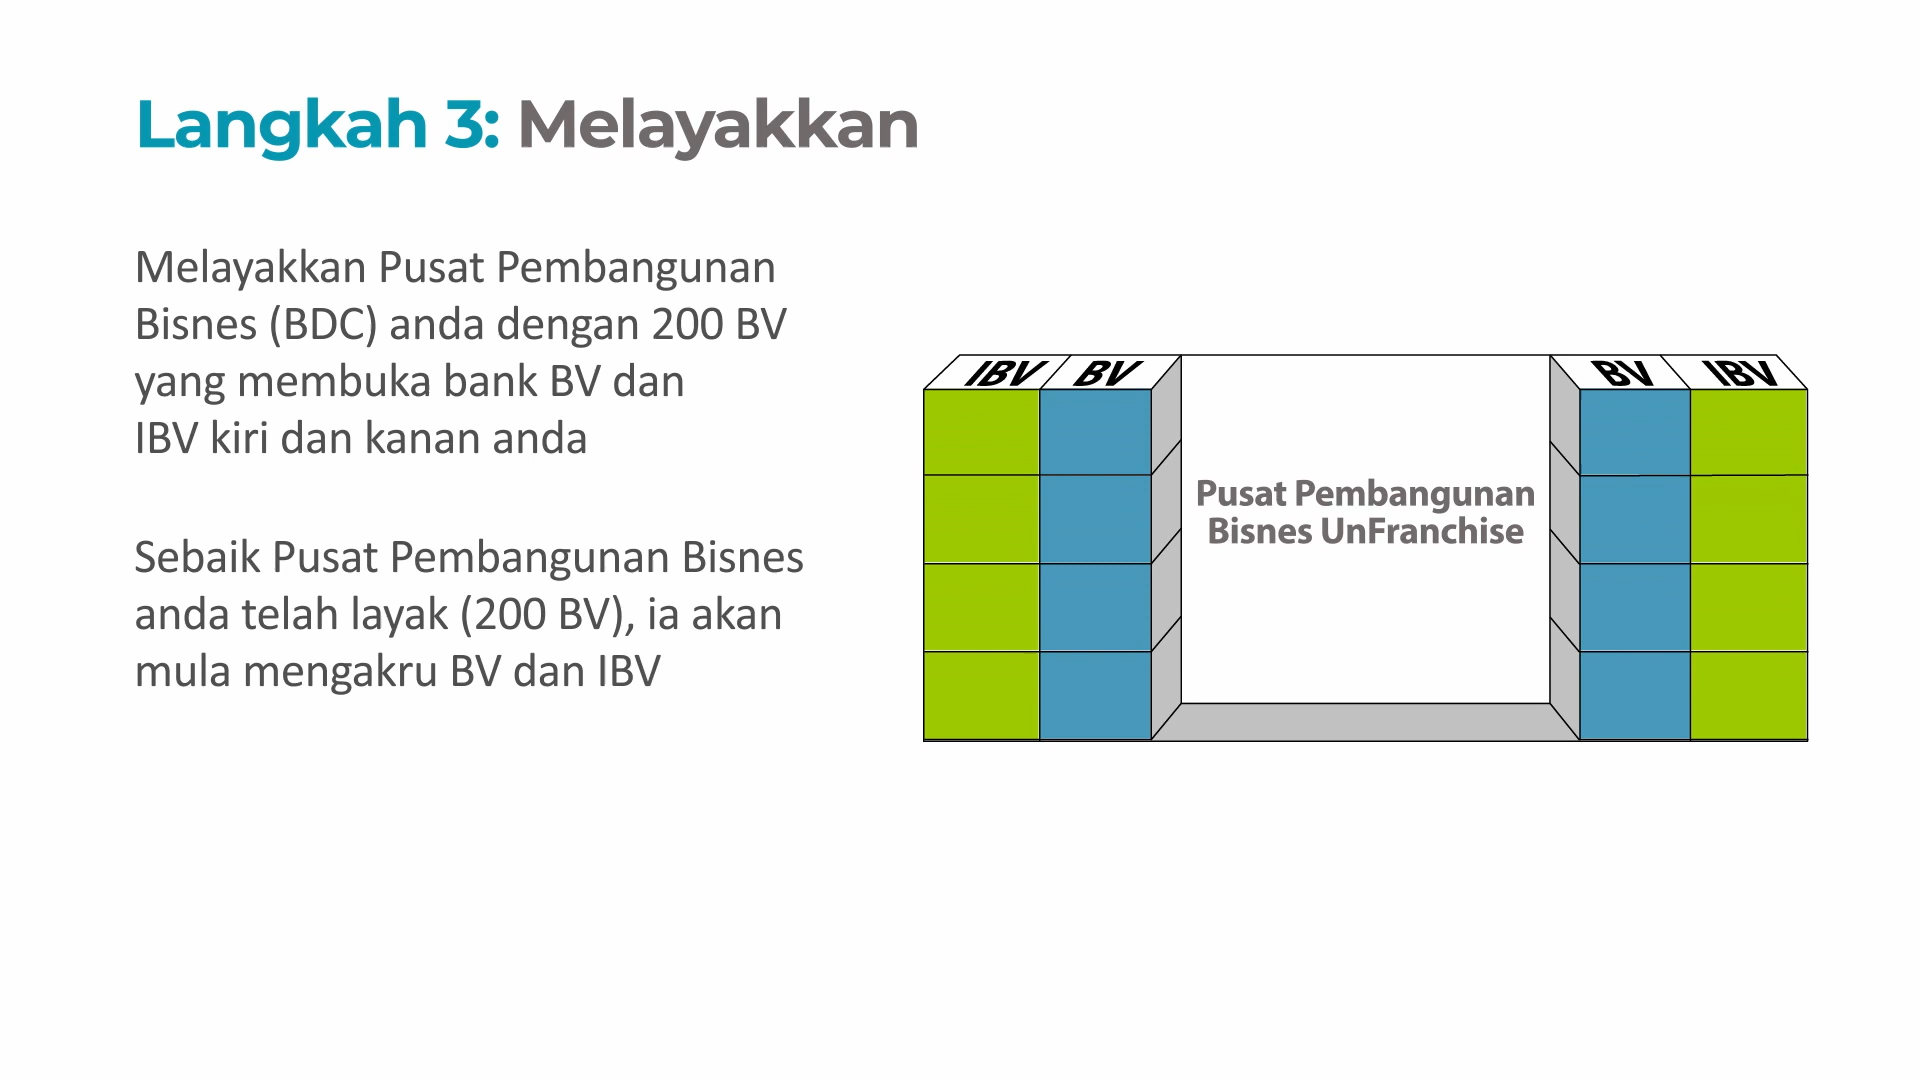 Langkah 3: Melayakkan
Melayakkan Pusat Pembangunan
Bisnes (BDC) anda dengan 200 BV
yang membuka bank BV dan
IBV kiri dan kanan anda
Sebaik Pusat Pembangunan Bisnes
anda telah layak (200 BV), ia akan
mula mengakru BV dan IBV
IBV BV
BV IBV
Pusat Pembangunan
Bisnes UnFranchise